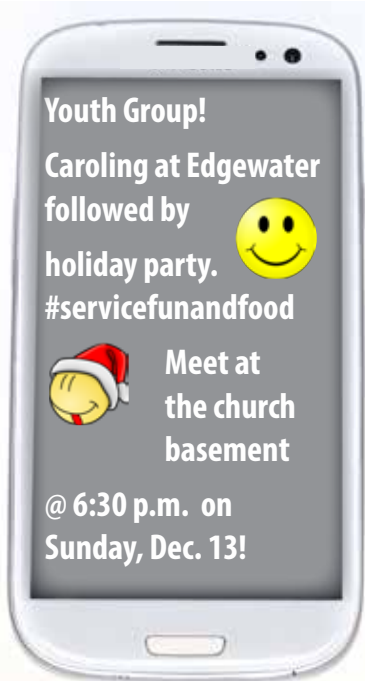 Youth Group!
Caroling at Edgewater
followed by
holiday party.
#servicefunandfood
Meet at
the church
basement
@ 6:30 p.m. on
Sunday, Dec. 13!